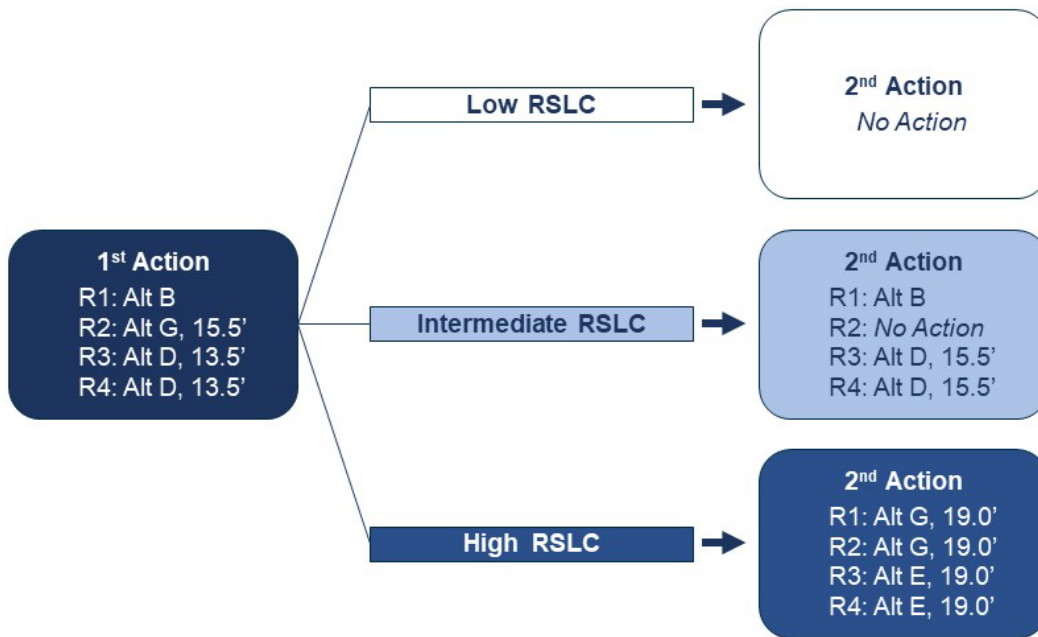 1st Action
R1: Alt B
R2: Alt G, 15.5’
R3: Alt D, 13.5’
R4: Alt D, 13.5’
Low RSLC
2nd Action
No Action
Intermediate RSLC
2nd Action
R1: Alt B
R2: No Action
R3: Alt D, 15.5’
R4: Alt D, 15.5’
High RSLC
2nd Action
R1: Alt G, 19.0’
R2: Alt G, 19.0’
R3: Alt E, 19.0’
R4: Alt E, 19.0’